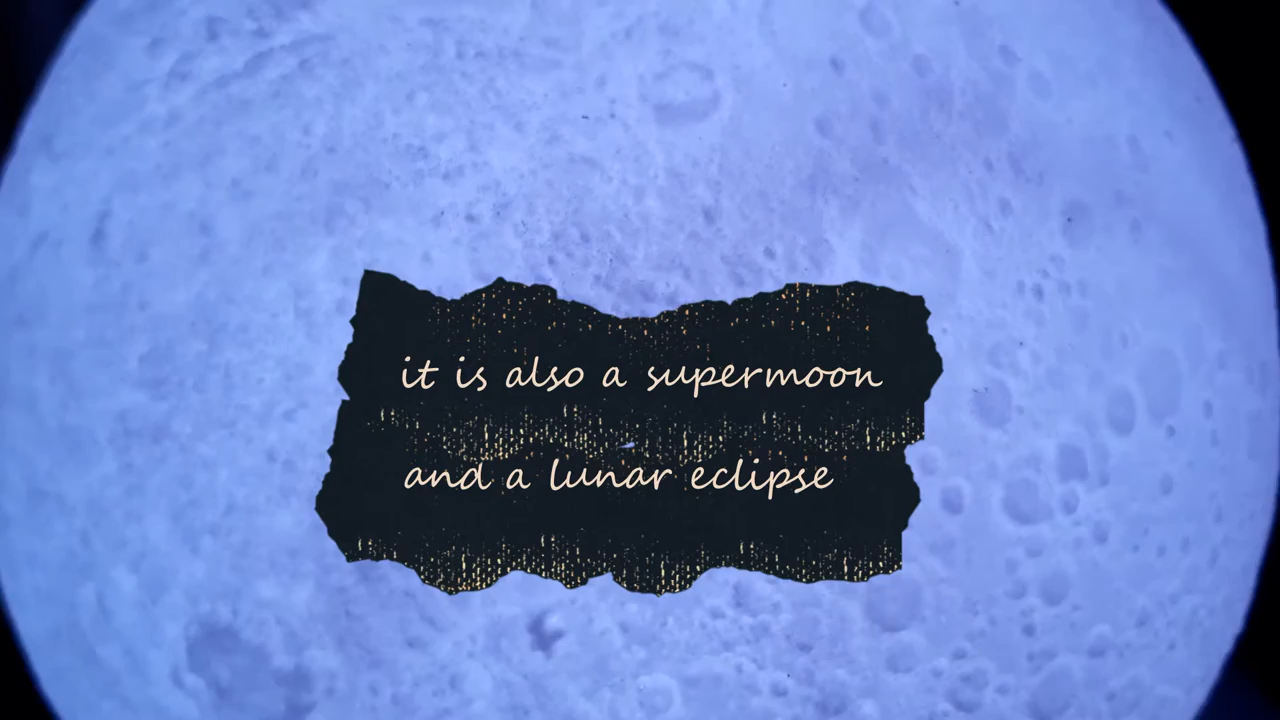 it is also a supermoon
and a lunar eclipse